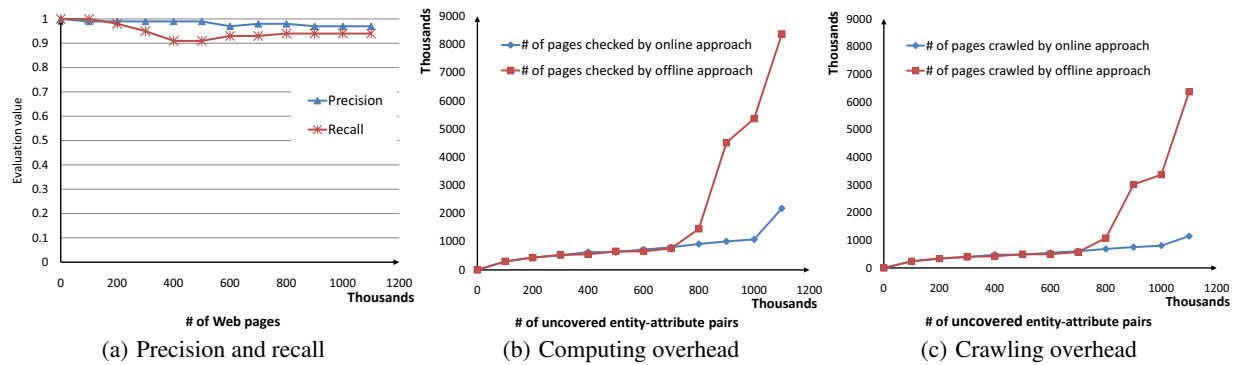 1
0.9
0.8
0.7
0.6
0.5
0.4
0.3
0.2
0.1
0
Evaluation value
Precision
Recall
0 200 400 600 800 1000 1200
Thousands
# of Web pages
(a) Precision and recall
Thousands
9000
8000
7000
6000
5000
4000
3000
2000
1000
0
# of pages checked by online approach
# of pages checked by offline approach
0 200 400 600 800 1000 1200
Thousands
# of uncovered entity-attribute pairs
(b) Computing overhead
Thousands
9000
8000
7000
6000
5000
4000
3000
2000
1000
0
# of pages crawled by online approach
# of pages crawled by offline approach
0 200 400 600 800 1000 1200
Thousands
# of uncovered entity-attribute pairs
(c) Crawling overhead